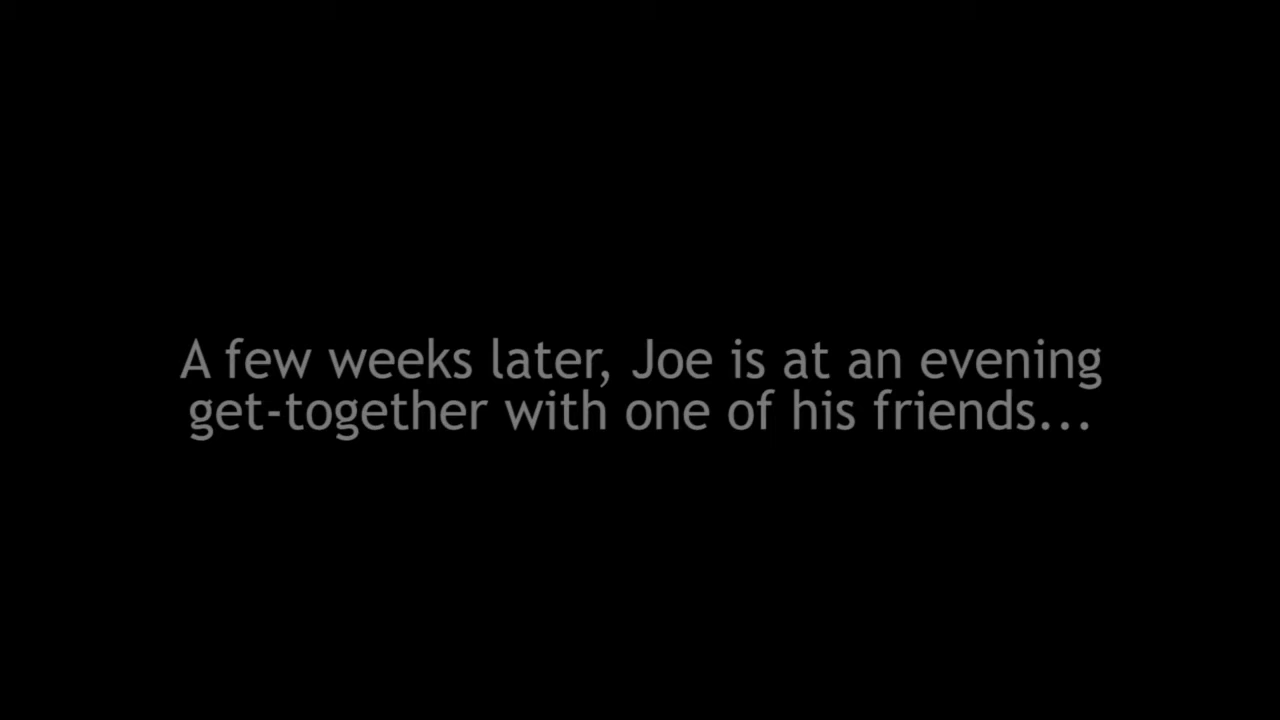 A few weeks later, Joe is at an evening
get-together with one of his friends...